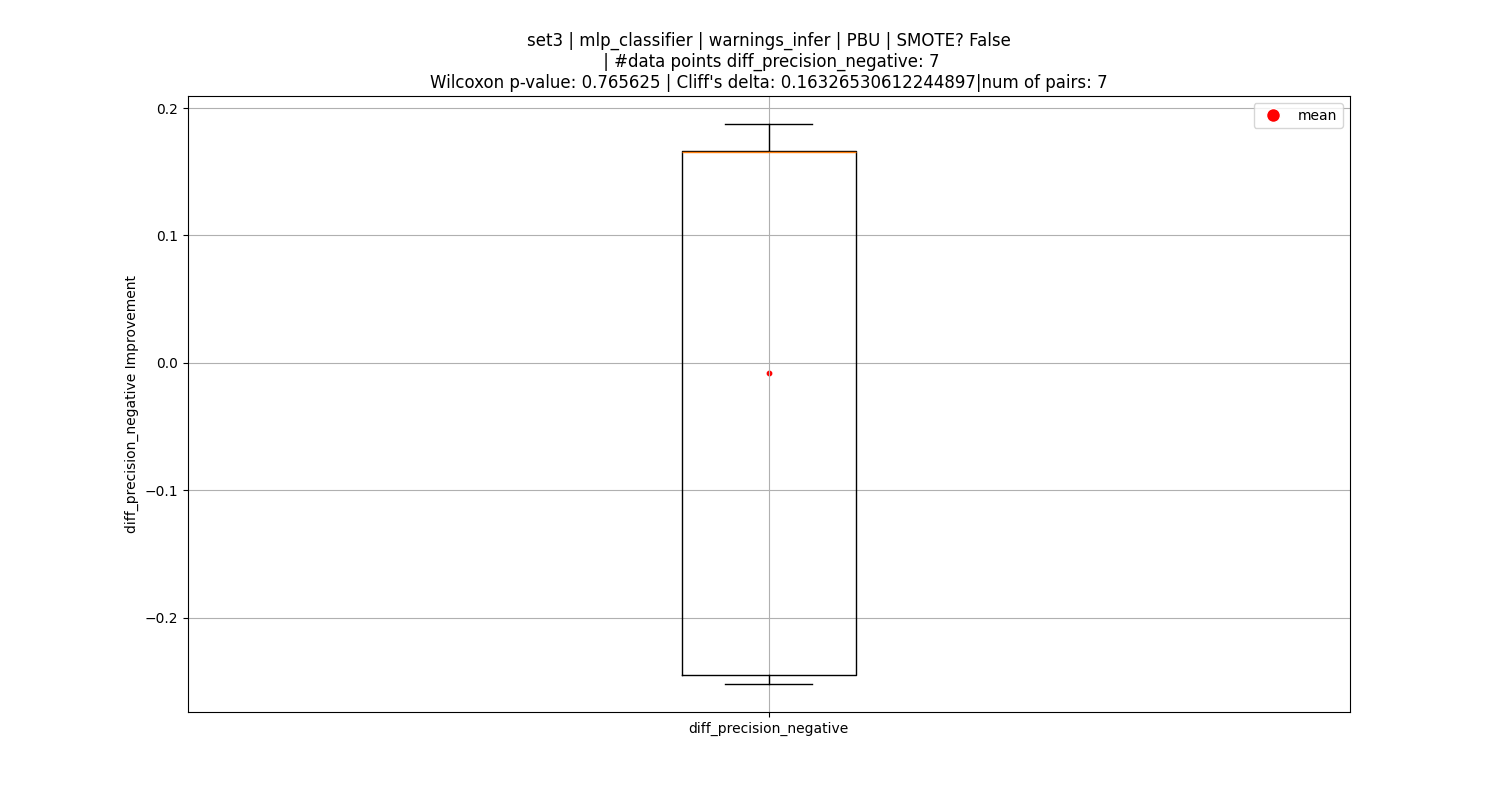 set3 | mlp_classifier | warnings_infer | PBU | SMOTE? False
| #data points diff_precision_negative: 7
Wilcoxon p-value: 0.765625 | Cliff's delta: 0.16326530612244897|num of pairs: 7
mean
0.2
0.1
0.0
−0.1
−0.2
diff_precision_negative Improvement
diff_precision_negative